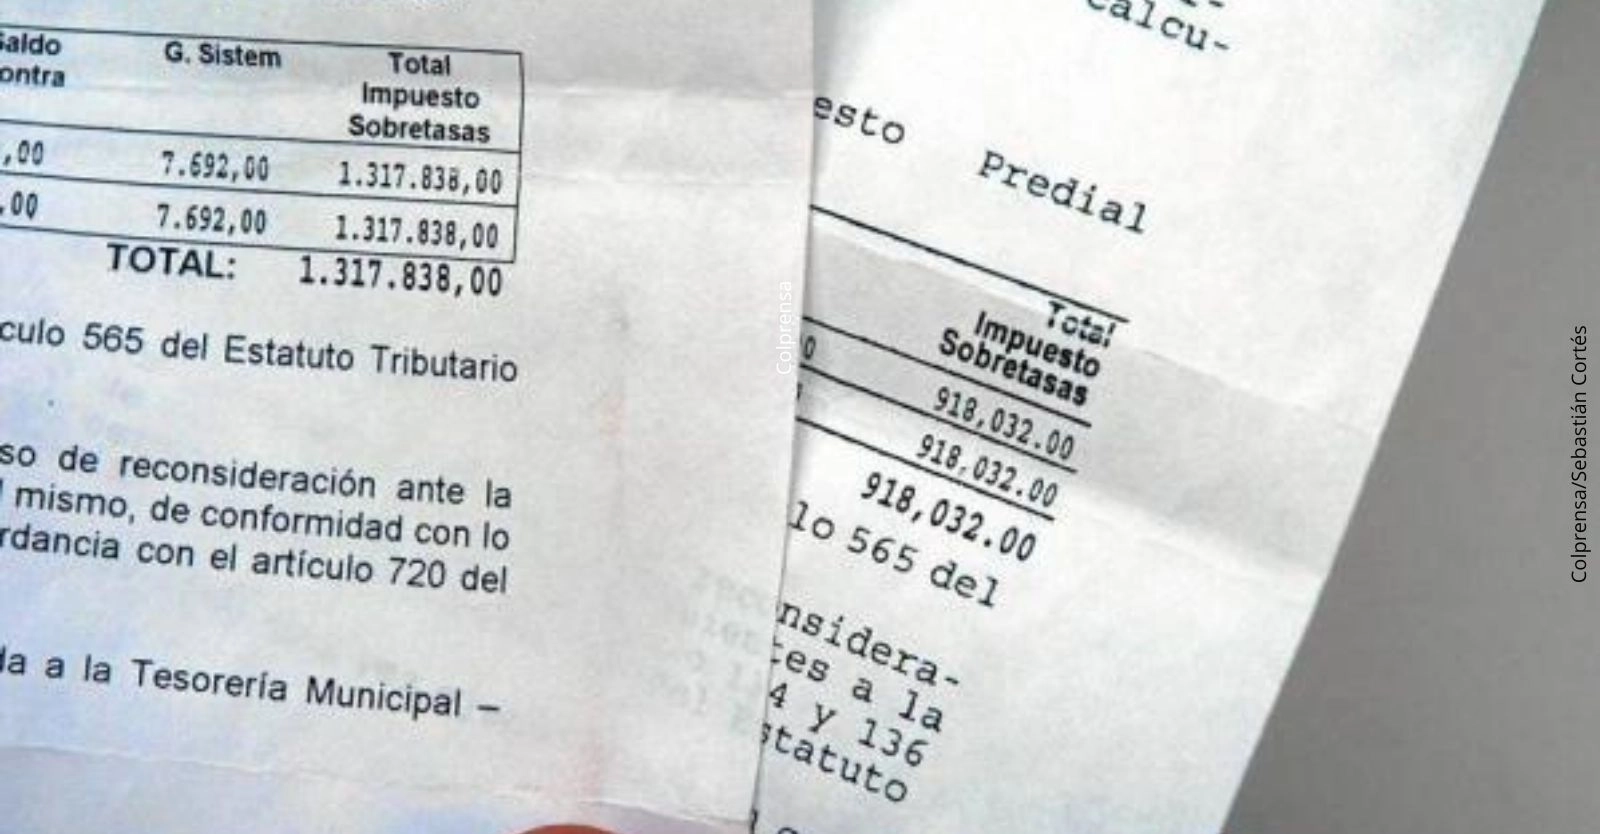 G. Sistem
Total
Impuesto
Sobretasas
,00 7.692,00 1.317.838,00
,00 7.692,00 1.317.838,00
TOTAL: 1.317.838,00
culo 565 del Estatuto Tributario
so de reconsideración ante la
mismo, de conformidad con lo
rdancia con el artículo 720 del
da a la Tesorería Municipal –
calcu-
esto Predial
Total
Impuesto
Sobretasas
918,032.00
918,032.00
918,032.00
lo 565 del
nsidera-
tes a la
4 y 136
statuto
Colprensa
Colprensa/Sebastián Cortés